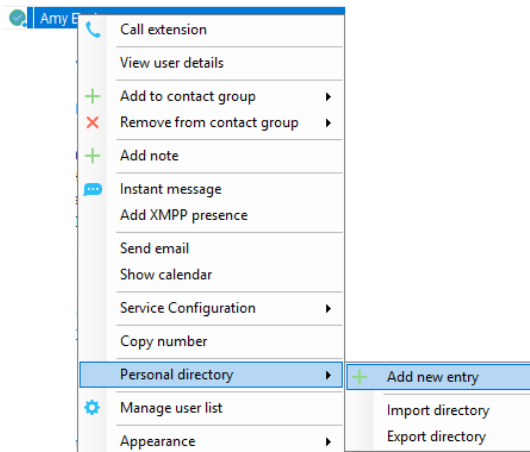 Amy
Call extension
View user details
Add to contact group
Remove from contact group
Add note
Instant message
Add XMPP presence
Send email
Show calendar
Service Configuration
Copy number
Personal directory
Add new entry
Manage user list
Import directory
Appearance
Export directory